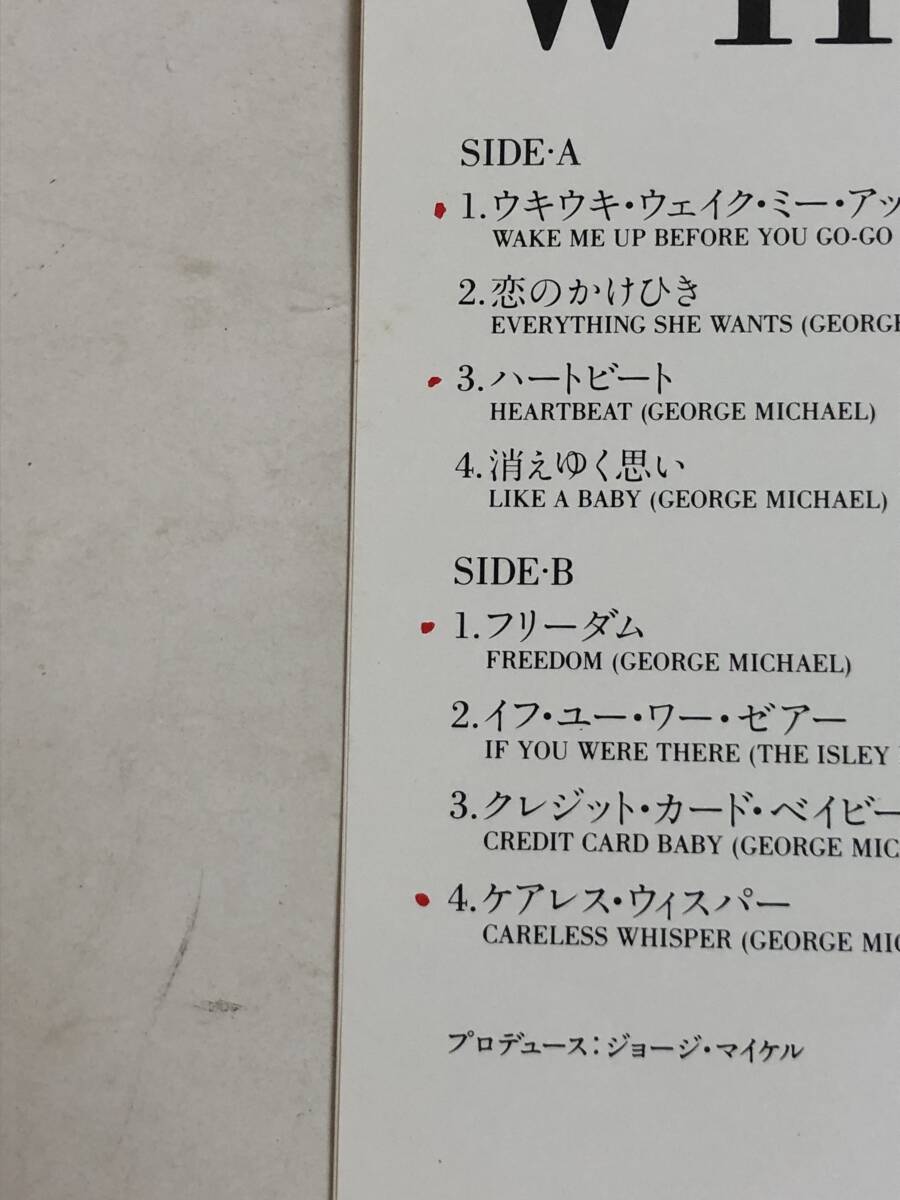 SIDE·A
1.ウキウキ・ウェイク・ミー・アッ
WAKE ME UP BEFORE YOU GO-GO
2.恋のかけひき
EVERYTHING SHE WANTS (GEORGE
3.ハートビート
HEARTBEAT (GEORGE MICHAEL)
4.消えゆく思い
LIKE A BABY (GEORGE MICHAEL)
SIDE·B
1.フリーダム
FREEDOM (GEORGE MICHAEL)
2.イフ・ユー・ワー・ゼアー
IF YOU WERE THERE (THE ISLEY
3.クレジット・カード・ベイビー
CREDIT CARD BABY (GEORGE MIC
4.ケアレス・ウィスパー
CARELESS WHISPER (GEORGE MIC
プロデュース:ジョージ・マイケル